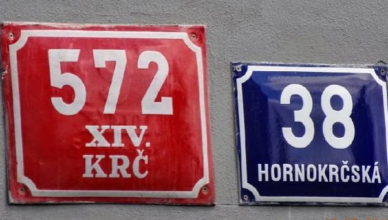 572
XIV.
KRČ
38
HORNOKRČSKÁ